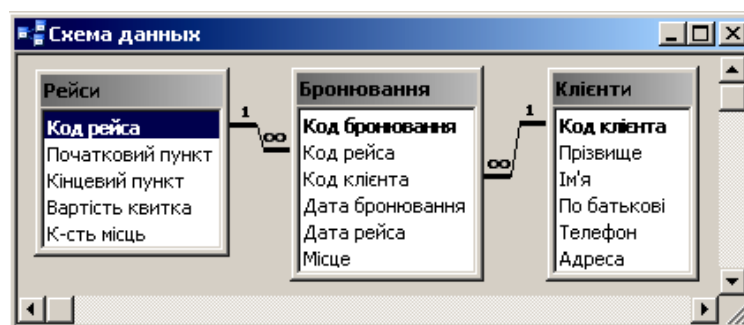 Схема данных
Рейси
Код рейса
Початковий пункт
Кінцевий пункт
Вартість квитка
К-сть місць
1
∞
Бронювання
Код бронювання
Код рейса
Код клієнта
Дата бронювання
Дата рейса
Місце
∞
1
Клієнти
Код клієнта
Прізвище
Ім'я
По батькові
Телефон
Адреса